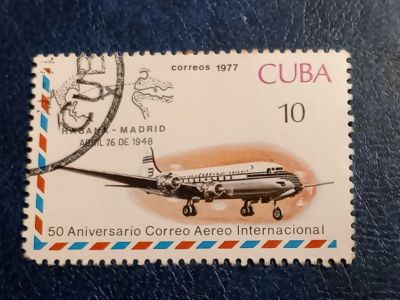 correos 1977
CUBA
10
HABANA - MADRID
ABRIL 26 DE 1948
50 Aniversario Correo Aereo Internacional